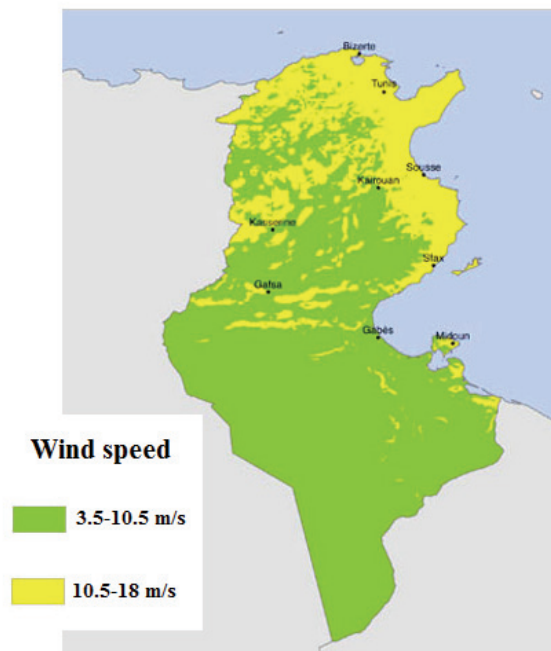 Bizerte
Tunis
Sousse
Kairouan
Kasserine
Sfax
Gafsa
Gabès
Midoun
Wind speed
3.5-10.5 m/s
10.5-18 m/s